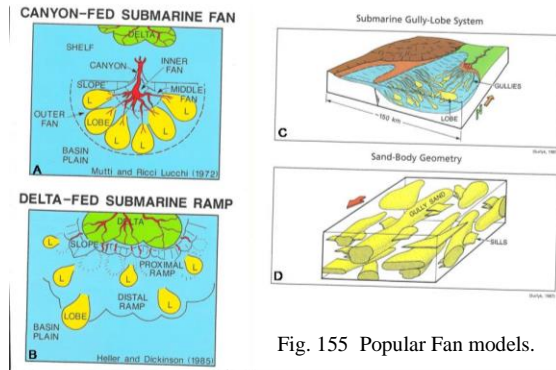 CANYON-FED SUBMARINE FAN
DELTA
SHELF
CANYON
INNER
FAN
SLOPE
MIDDLE
FAN
OUTER
FAN
LOBE
L
L
L
L
L
L
BASIN
PLAIN
A
Mutti and Ricci Lucchi (1972)
DELTA-FED SUBMARINE RAMP
DELTA
SLOPE
L
PROXIMAL
RAMP
L
L
L
DISTAL
RAMP
LOBE
BASIN
PLAIN
B
Heller and Dickinson (1985)
Submarine Gully-Lobe System
GULLIES
LOBE
150 km
C
Sand-Body Geometry
GULLY SAND
SILLS
D
Fig. 155 Popular Fan models.